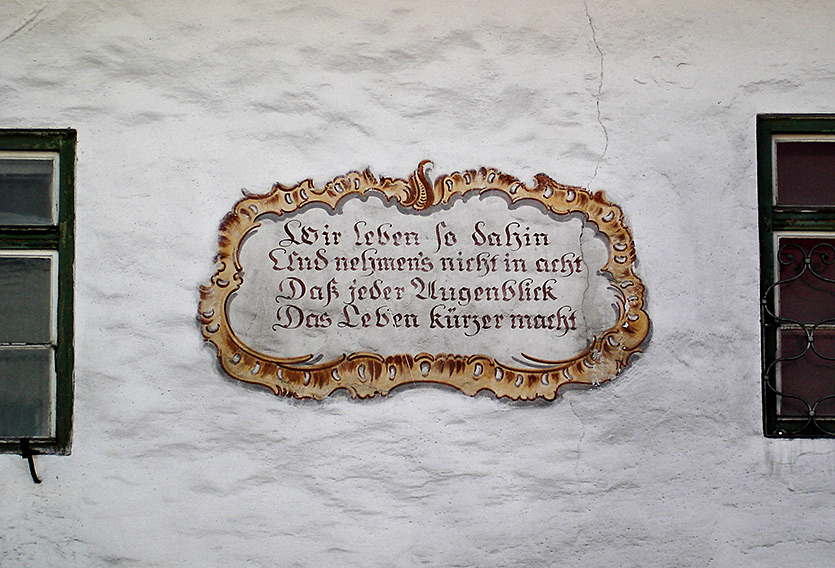 Wir leben so dahin
Und nehmen's nicht in acht
Daß jeder Augenblick
Das Leben kürzer macht